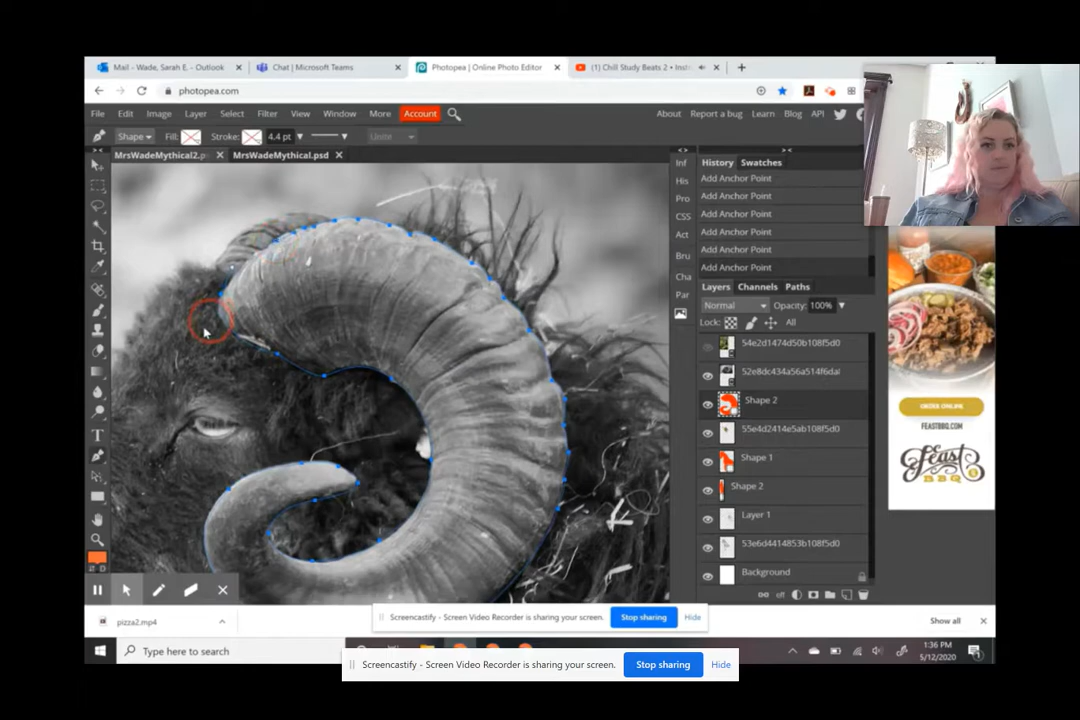 Mail - Wade, Sarah E. - Outlook
Chat | Microsoft Teams
Photopea | Online Photo Editor
(1) Chill Study Beats 2 • Inst
photopea.com
File Edit Image Layer Select Filter View Window More Account
About Report a bug Learn Blog API
Shape Fill: Stroke: 4.4 pt Unite
MrsWadeMythical2.p MrsWadeMythical.psd
Inf
His
Pro
CSS
Act
Bru
Cha
Par
History Swatches
Add Anchor Point
Add Anchor Point
Add Anchor Point
Add Anchor Point
Add Anchor Point
Add Anchor Point
Layers Channels Paths
Normal Opacity: 100%
Lock: All
54e2d1474d50b108f5d0
52e8dc434a56a514f6da
Shape 2
55e4d2414e5ab108f5d0
Shape 1
Shape 2
Layer 1
53e6d4414853b108f5d0
Background
off
ORDER ONLINE
FEASTBBQ.COM
Feast
BBQ
T
D
Screencastify - Screen Video Recorder is sharing your screen. Stop sharing Hide
pizza2.mp4
Show all
Type here to search
1:36 PM
5/12/2020
1
Screencastify - Screen Video Recorder is sharing your screen. Stop sharing Hide